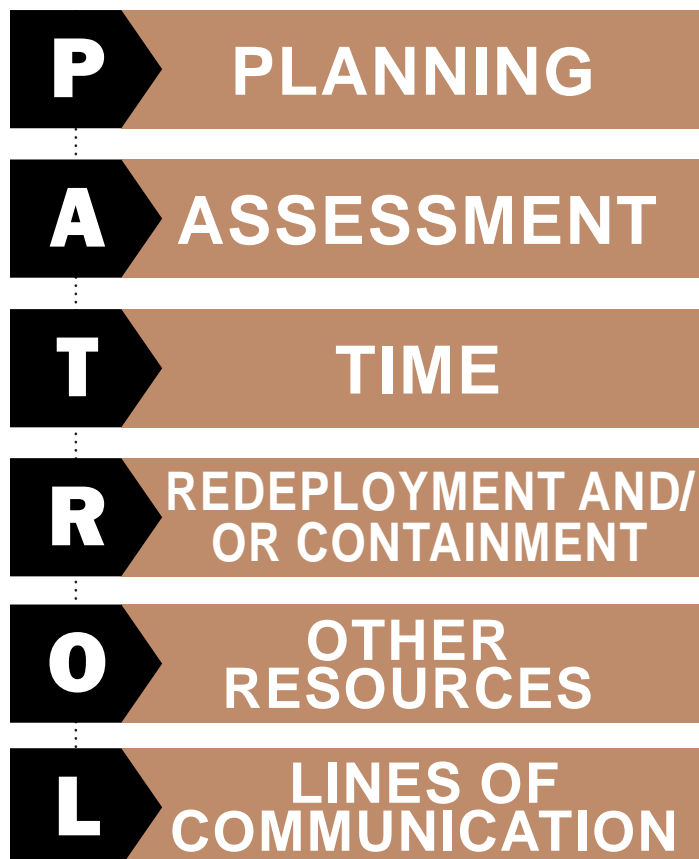 P PLANNING
A ASSESSMENT
T TIME
R REDEPLOYMENT AND/
OR CONTAINMENT
O OTHER
RESOURCES
L LINES OF
COMMUNICATION